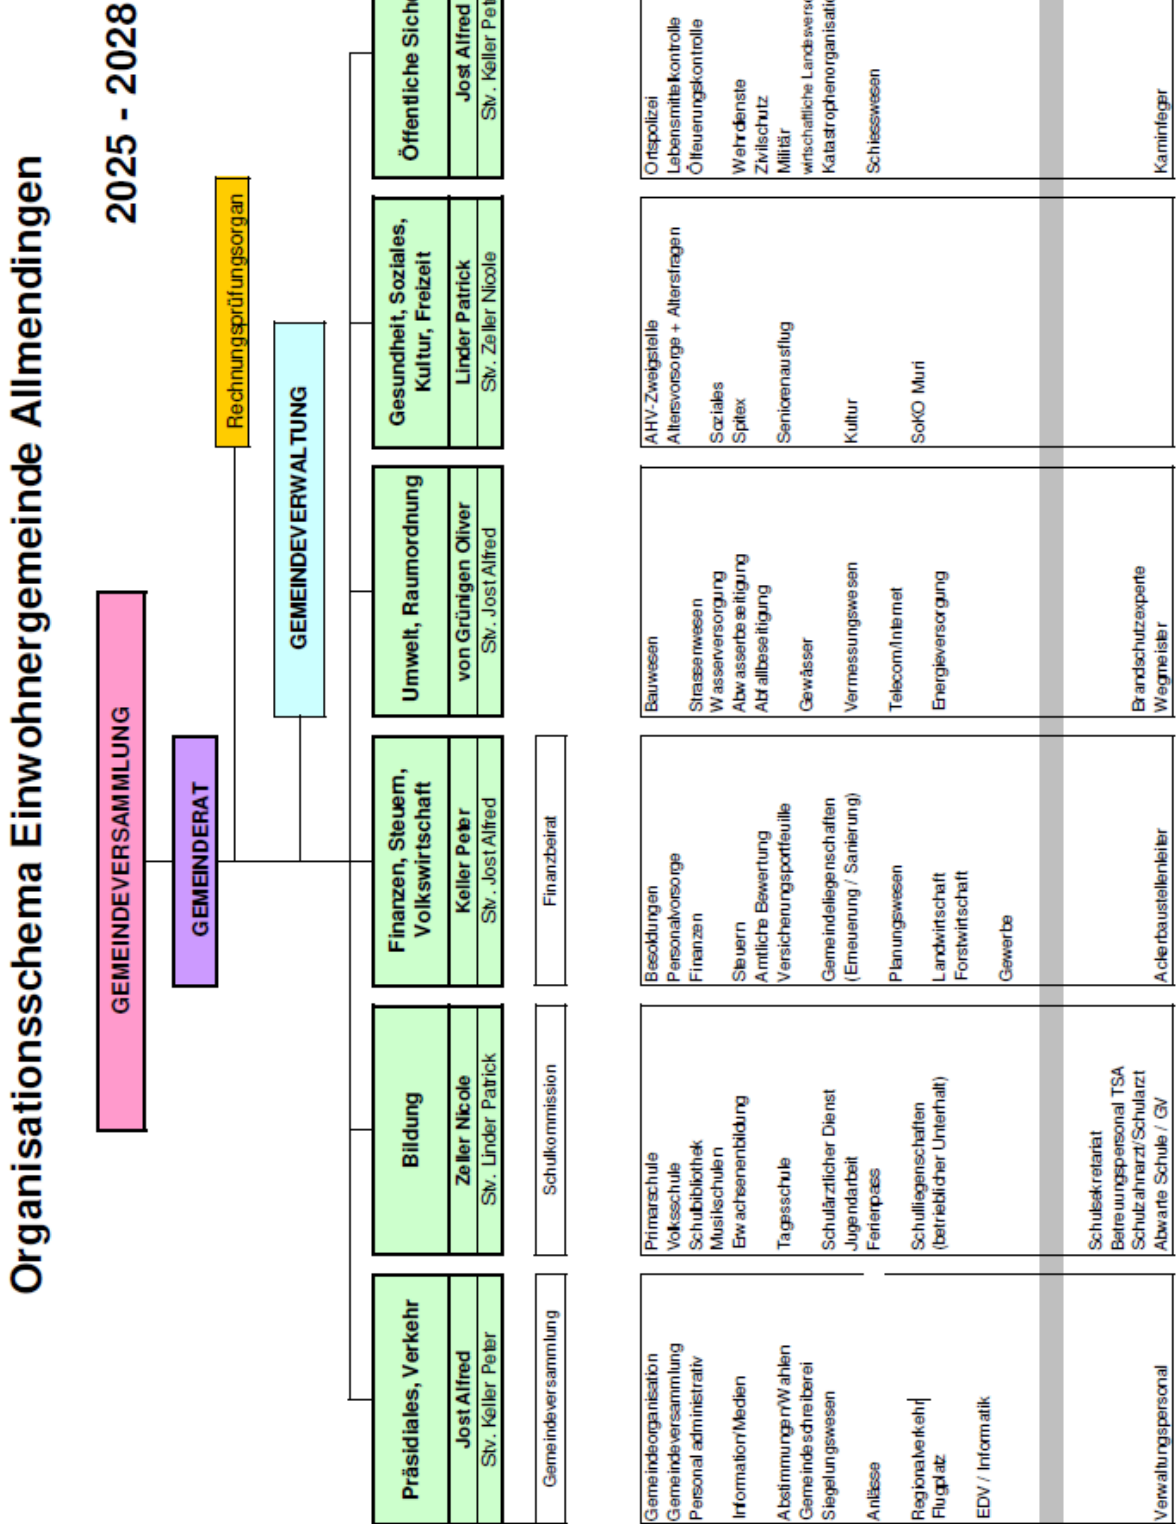 Organisationsschema Einwohnergemeinde Allmendingen
2025 - 2028
GEMEINDEVERSAMMLUNG
GEMEINDERAT
Rechnungsprüfungsorgan
GEMEINDEVERWALTUNG
Präsidiales, Verkehr
Jost Alfred
Stv. Keller Peter
Gemeindeversammlung
Gemeindeorganisation
Gemeindeversammlung
Personal administrativ
Information/Medien
Abstimmungen/Wahlen
Gemeindeschreiberei
Siegelungswesen
Anlässe
Regionalverkehr
Flugplatz
EDV / Informatik
Verwaltungspersonal
Bildung
Zeller Nicole
Stv. Linder Patrick
Schulkommission
Primarschule
Volksschule
Schulbibliothek
Musikschulen
Erwachsenenbildung
Tagesschule
Schulärztlicher Dienst
Jugendarbeit
Ferienpass
Schulliegenschaften
(betrieblicher Unterhalt)
Schulsekretariat
Betreuungspersonal TSA
Schulzahnarzt/Schularzt
Abwarte Schule / GV
Finanzen, Steuern,
Volkswirtschaft
Keller Peter
Stv. Jost Alfred
Finanzbeirat
Besoldungen
Personalvorsorge
Finanzen
Steuern
Amtliche Bewertung
Versicherungsportfeuille
Gemeindeliegenschaften
(Erneuerung / Sanierung)
Planungswesen
Landwirtschaft
Forstwirtschaft
Gewerbe
Ackerbaustellenleiter
Umwelt, Raumordnung
von Grünigen Oliver
Stv. Jost Alfred
Bauwesen
Strassenwesen
Wasserversorgung
Abwasserbeseitigung
Abfallbeseitigung
Gewässer
Vermessungswesen
Telecom/Internet
Energieversorgung
Brandschutzexperte
Wegmeister
Gesundheit, Soziales,
Kultur, Freizeit
Linder Patrick
Stv. Zeller Nicole
AHV-Zweigstelle
Altersvorsorge + Altersfragen
Soziales
Spitex
Seniorenausflug
Kultur
SoKO Muri
Öffentliche Siche
Jost Alfred
Stv. Keller Pet
Ortspolizei
Lebensmittelkontrolle
Ölfeuerungskontrolle
Wehrdienste
Zivilschutz
Militär
wirtschaftliche Landesverso
Katastrophenorganisatio
Schiesswesen
Kaminfeger